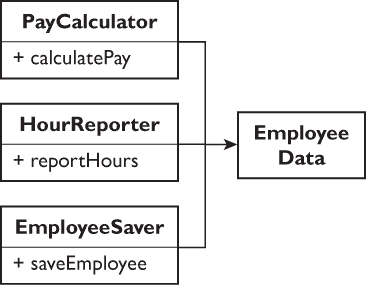 PayCalculator
+ calculatePay
HourReporter
+ reportHours
EmployeeSaver
+ saveEmployee
Employee
Data